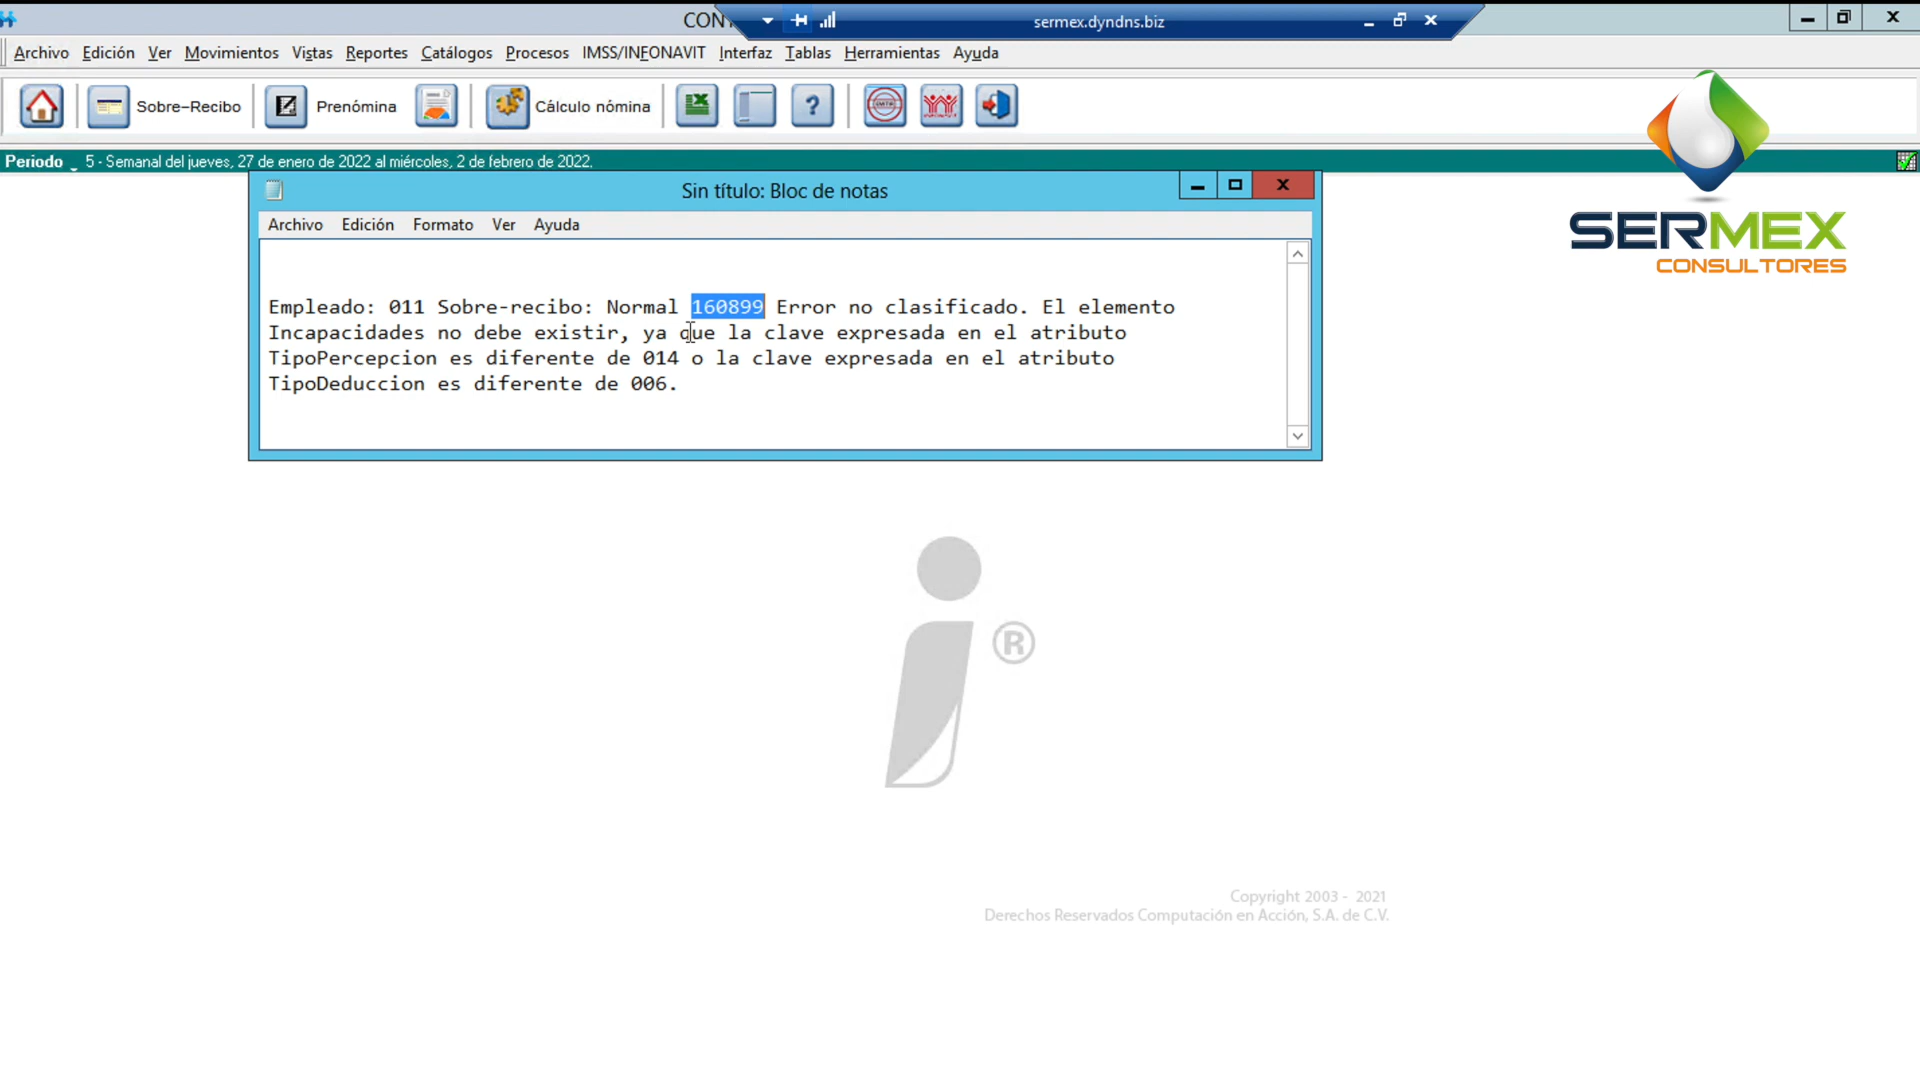 sermex.dyndns.biz
Archivo Edición Ver Movimientos Vistas Reportes Catálogos Procesos IMSS/INFONAVIT Interfaz Tablas Herramientas Ayuda
Sobre-Recibo Prenómina Cálculo nómina
Periodo 5 - Semanal del jueves, 27 de enero de 2022 al miércoles, 2 de febrero de 2022.
SERMEX
CONSULTORES
Sin título: Bloc de notas
Archivo Edición Formato Ver Ayuda
Empleado: 011 Sobre-recibo: Normal 160899 Error no clasificado. El elemento
Incapacidades no debe existir, ya que la clave expresada en el atributo
TipoPercepcion es diferente de 014 o la clave expresada en el atributo
TipoDeduccion es diferente de 006.
®
Copyright 2003 - 2021
Derechos Reservados Computación en Acción, S.A. de C.V.